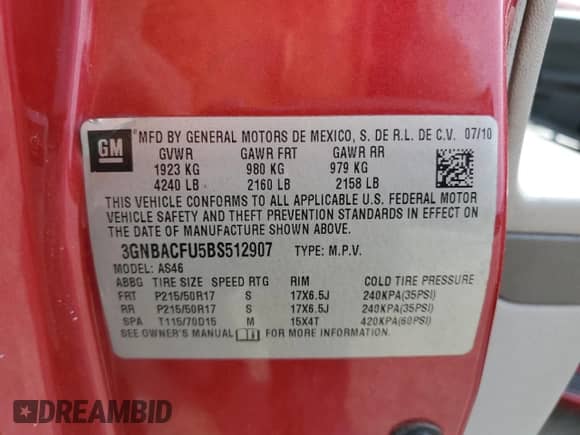 GM
MFD BY GENERAL MOTORS DE MEXICO, S. DE R.L. DE C.V. 07/10
GVWR GAWR FRT GAWR RR
1923 KG 980 KG 979 KG
4240 LB 2160 LB 2158 LB
THIS VEHICLE CONFORMS TO ALL APPLICABLE U.S. FEDERAL MOTOR
VEHICLE SAFETY AND THEFT PREVENTION STANDARDS IN EFFECT ON
THE DATE OF MANUFACTURE SHOWN ABOVE.
3GNBACFU5BS512907 TYPE: M.P.V.
MODEL: AS46
ABBG TIRE SIZE SPEED RTG RIM COLD TIRE PRESSURE
FRT P215/50R17 S 17X6.5J 240KPA(35PSI)
RR P215/50R17 S 17X6.5J 240KPA(35PSI)
SPA T115/70D15 M 15X4T 420KPA(60PSI)
SEE OWNER'S MANUAL FOR MORE INFORMATION.
DREAMBID